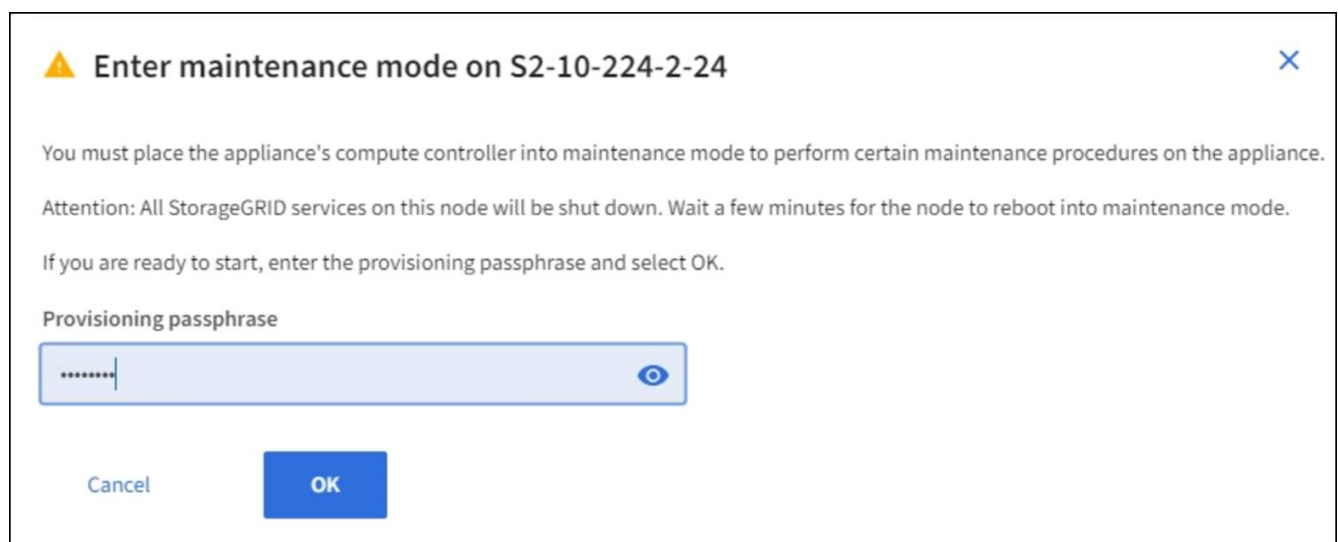 Enter maintenance mode on S2-10-224-2-24
You must place the appliance's compute controller into maintenance mode to perform certain maintenance procedures on the appliance.
Attention: All StorageGRID services on this node will be shut down. Wait a few minutes for the node to reboot into maintenance mode.
If you are ready to start, enter the provisioning passphrase and select OK.
Provisioning passphrase
••••••••
Cancel OK